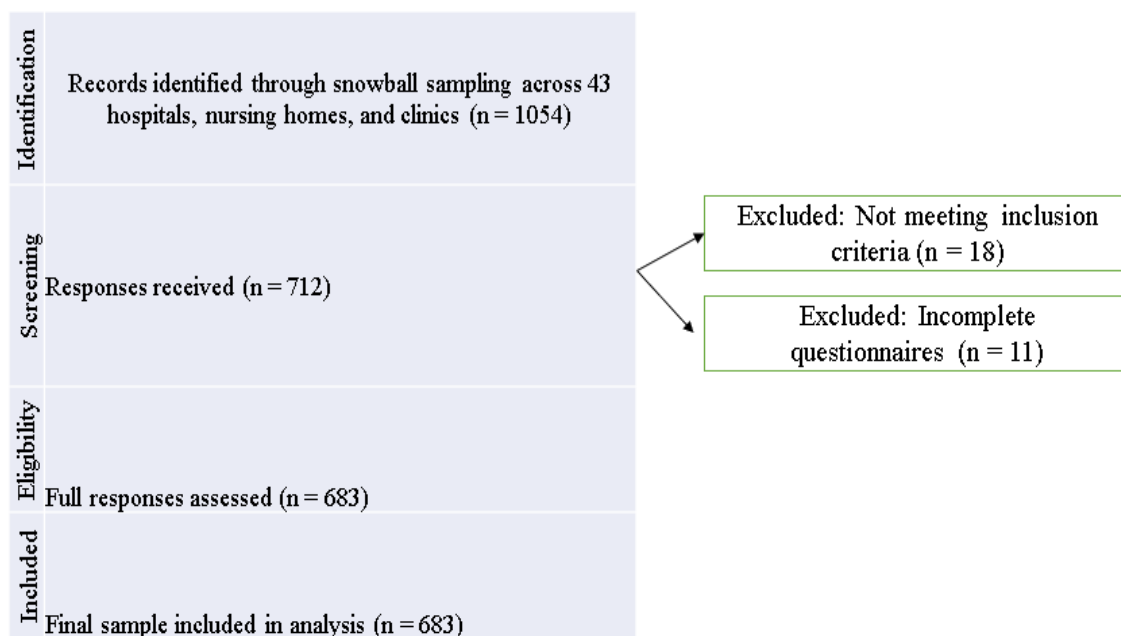 Identification
Records identified through snowball sampling across 43
hospitals, nursing homes, and clinics (n = 1054)
Screening
Responses received (n = 712)
Excluded: Not meeting inclusion
criteria (n = 18)
Excluded: Incomplete
questionnaires (n = 11)
Eligibility
Full responses assessed (n = 683)
Included
Final sample included in analysis (n = 683)